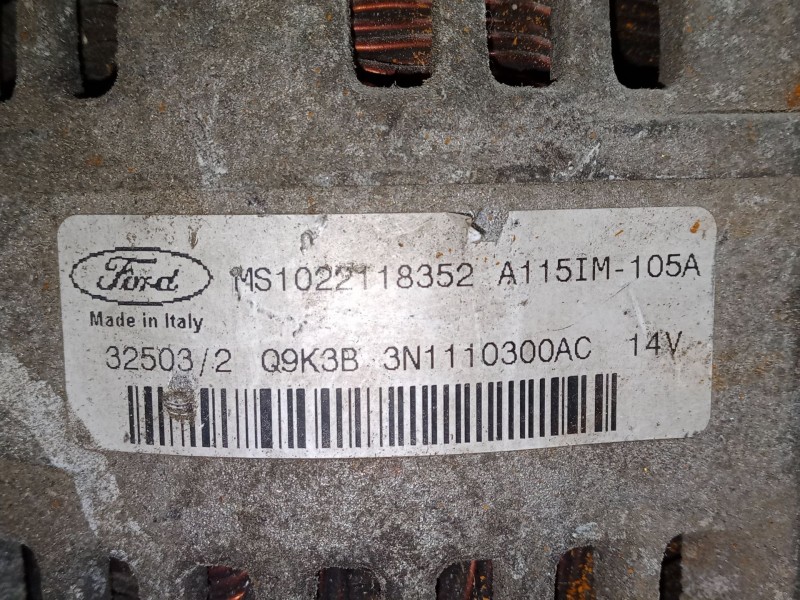 Ford MS1022118352 A115IM-105A
Made in Italy
32503/2 Q9K3B 3N1110300AC 14V